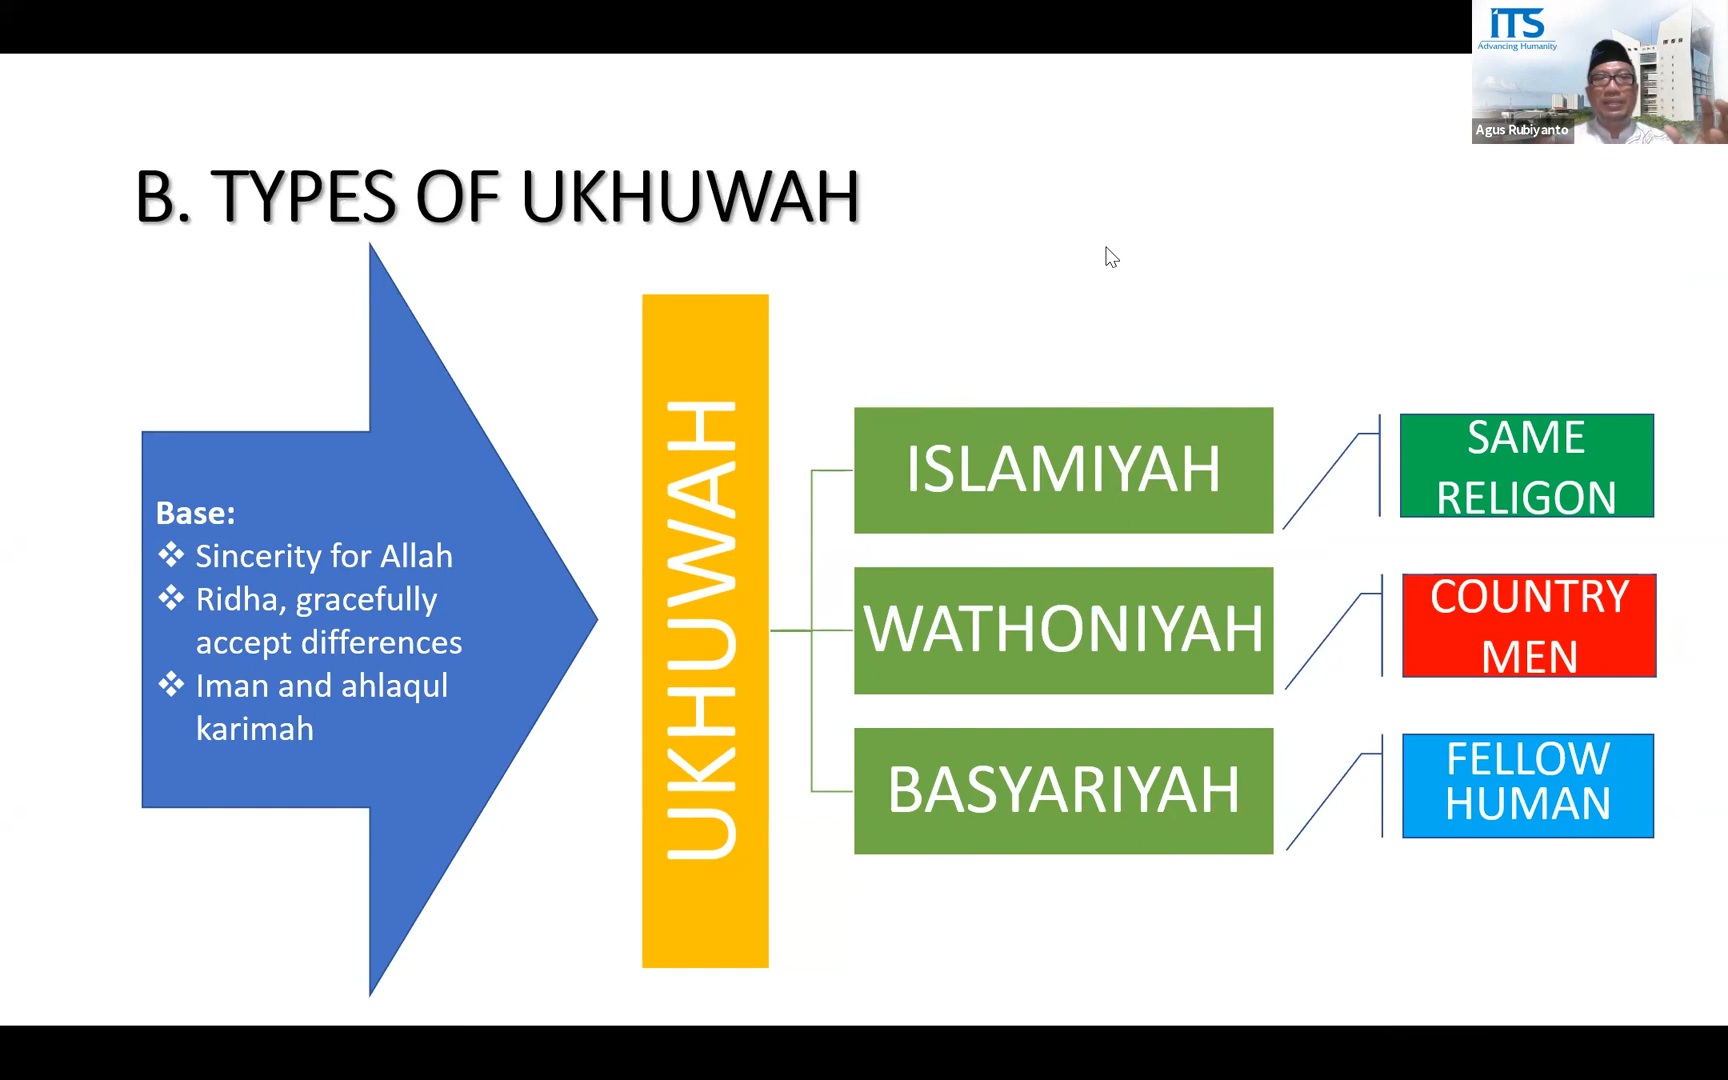 iTS
Advancing Humanity
Agus Rubiyanto
B. TYPES OF UKHUWAH
Base:
❖ Sincerity for Allah
❖ Ridha, gracefully
accept differences
❖ Iman and ahlaqul
karimah
UKHUWAH
ISLAMIYAH
SAME
RELIGON
WATHONIYAH
COUNTRY
MEN
BASYARIYAH
FELLOW
HUMAN